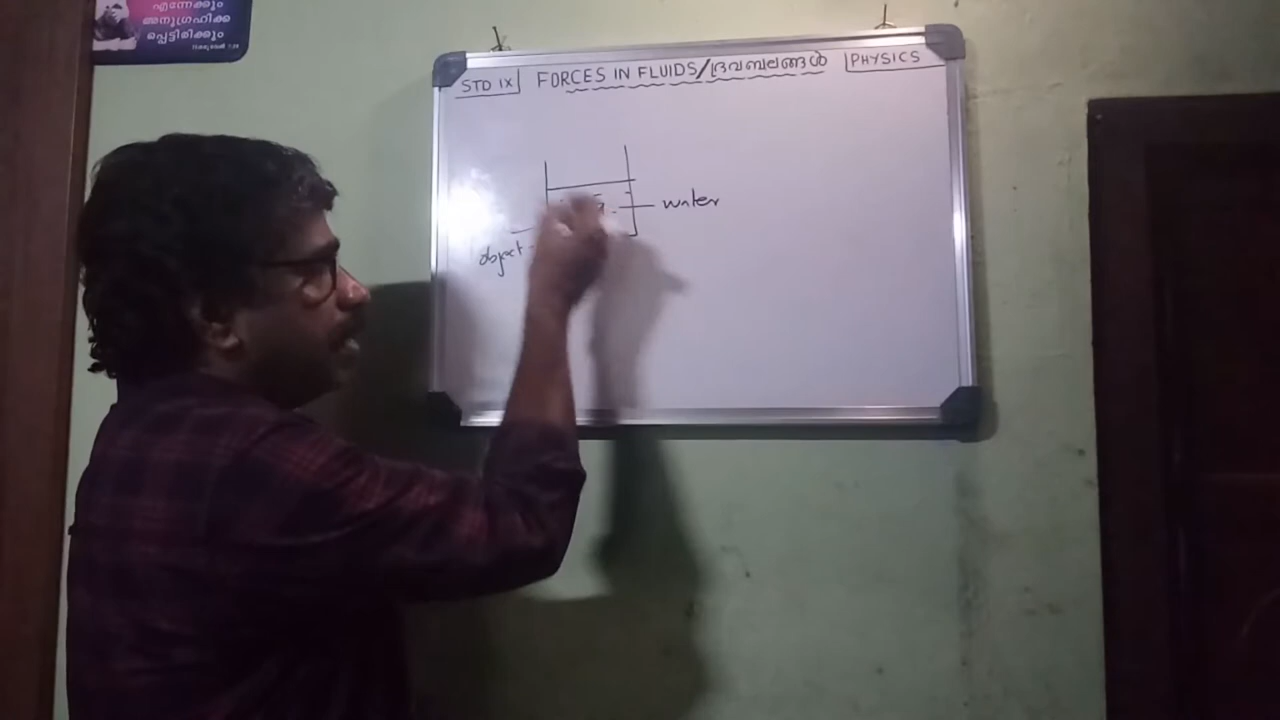 എന്നേക്കും
അനുഗ്രഹിക്ക
പ്പെട്ടിരിക്കും
STD IX
FORCES IN FLUIDS/ദ്രവബലങ്ങൾ
PHYSICS
water
object